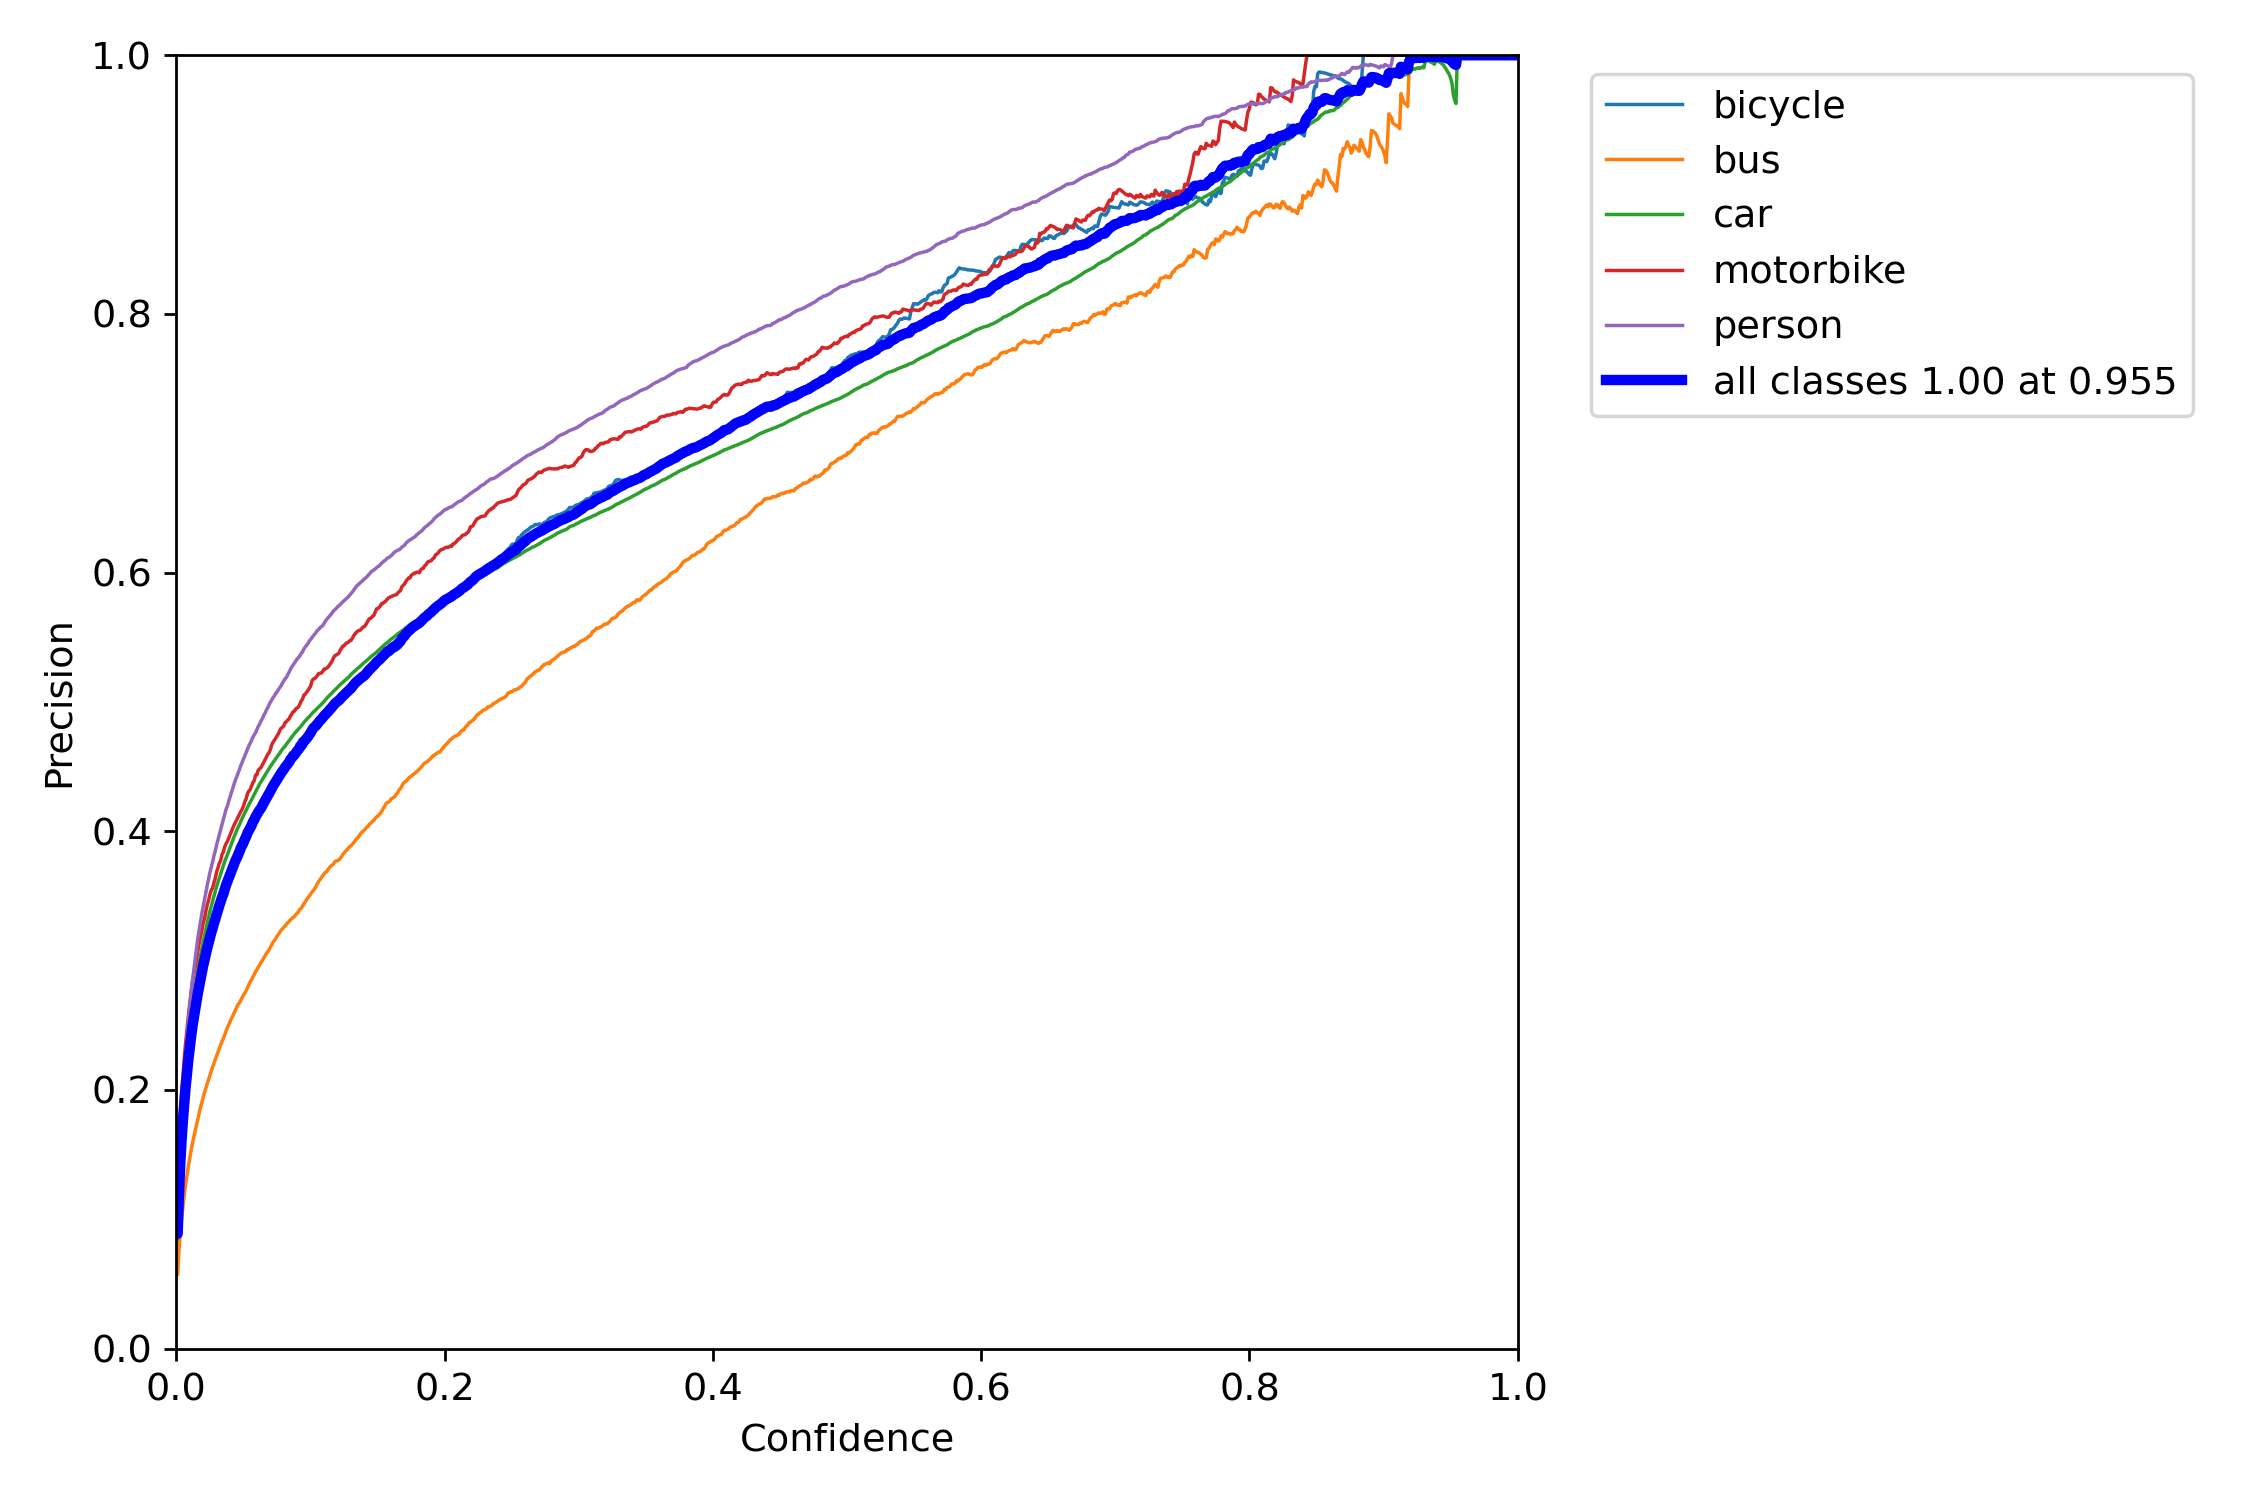 1.0
0.8
0.6
0.4
0.2
0.0
Precision
0.0 0.2 0.4 0.6 0.8 1.0
Confidence
bicycle
bus
car
motorbike
person
all classes 1.00 at 0.955